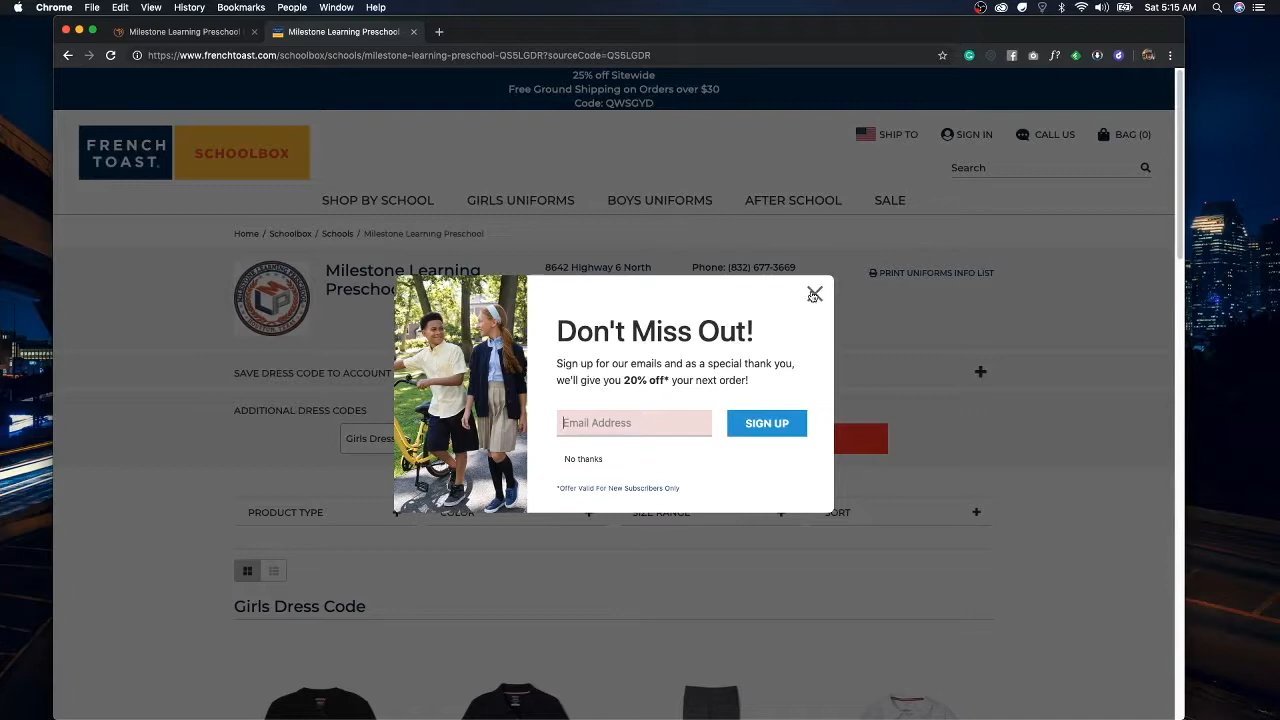 Chrome File Edit View History Bookmarks People Window Help
Sat 5:15 AM
Milestone Learning Preschool
Milestone Learning Preschool
https://www.frenchtoast.com/schoolbox/schools/milestone-learning-preschool-QS5LGDR?sourceCode=QS5LGDR
25% off Sitewide
Free Ground Shipping on Orders over $30
Code: QWSGYD
FRENCH TOAST. SCHOOLBOX
SHIP TO SIGN IN CALL US BAG (0)
Search
SHOP BY SCHOOL GIRLS UNIFORMS BOYS UNIFORMS AFTER SCHOOL SALE
Home / Schoolbox / Schools / Milestone Learning Preschool
Milestone Learning
8642 Highway 6 North
Phone: (832) 677-3669
PRINT UNIFORMS INFO LIST
SAVE DRESS CODE TO ACCOUNT
ADDITIONAL DRESS CODES
Girls Dress
Don't Miss Out!
Sign up for our emails and as a special thank you,
we'll give you 20% off* your next order!
Email Address
SIGN UP
No thanks
*Offer Valid For New Subscribers Only
PRODUCT TYPE COLOR SIZE RANGE SORT
Girls Dress Code